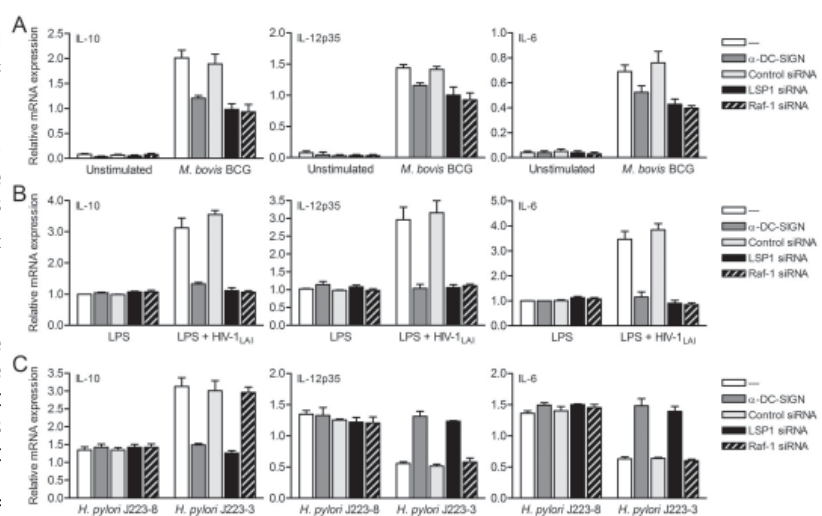 A
Relative mRNA expression
IL-10
2.5
2.0
1.5
1.0
0.5
0.0
Unstimulated
M. bovis BCG
IL-12p35
2.0
1.5
1.0
0.5
0.0
Unstimulated
M. bovis BCG
IL-6
1.0
0.8
0.6
0.4
0.2
0.0
Unstimulated
M. bovis BCG
—
α-DC-SIGN
Control siRNA
LSP1 siRNA
Raf-1 siRNA
B
Relative mRNA expression
IL-10
4.0
3.0
2.0
1.0
0.0
LPS
LPS + HIV-1LAI
IL-12p35
3.5
3.0
2.5
2.0
1.5
1.0
0.5
0.0
LPS
LPS + HIV-1LAI
IL-6
5.0
4.0
3.0
2.0
1.0
0.0
LPS
LPS + HIV-1LAI
—
α-DC-SIGN
Control siRNA
LSP1 siRNA
Raf-1 siRNA
C
Relative mRNA expression
IL-10
3.5
3.0
2.5
2.0
1.5
1.0
0.5
0.0
H. pylori J223-8
H. pylori J223-3
IL-12p35
2.0
1.5
1.0
0.5
0.0
H. pylori J223-8
H. pylori J223-3
IL-6
2.0
1.5
1.0
0.5
0.0
H. pylori J223-8
H. pylori J223-3
—
α-DC-SIGN
Control siRNA
LSP1 siRNA
Raf-1 siRNA